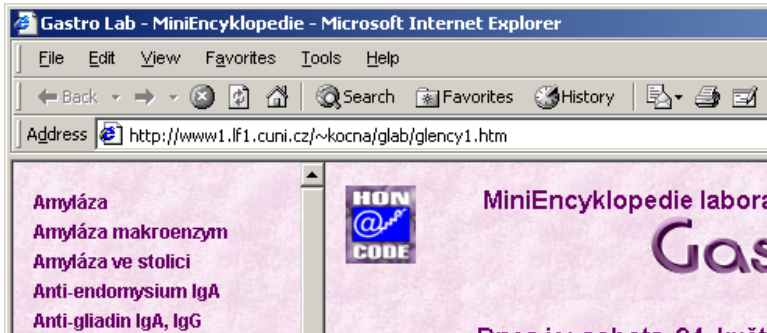 Gastro Lab - MiniEncyklopedie - Microsoft Internet Explorer
File Edit View Favorites Tools Help
Back Search Favorites History
Address http://www1.lf1.cuni.cz/~kocna/glab/glency1.htm
Amyláza
Amyláza makroenzym
Amyláza ve stolici
Anti-endomysium IgA
Anti-gliadin IgA, IgG
HON
@
CODE
MiniEncyklopedie labora
Gas